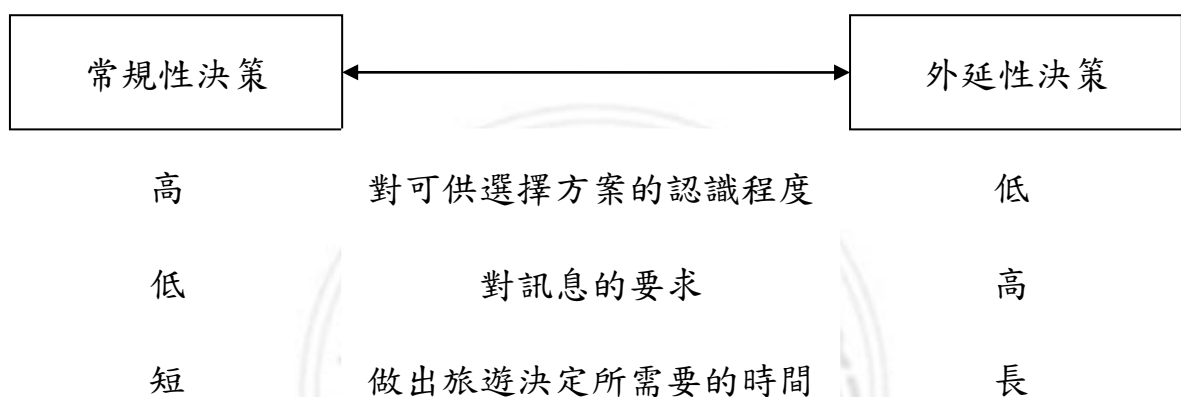 常規性決策 外延性決策
高 對可供選擇方案的認識程度 低
低 對訊息的要求 高
短 做出旅遊決定所需要的時間 長